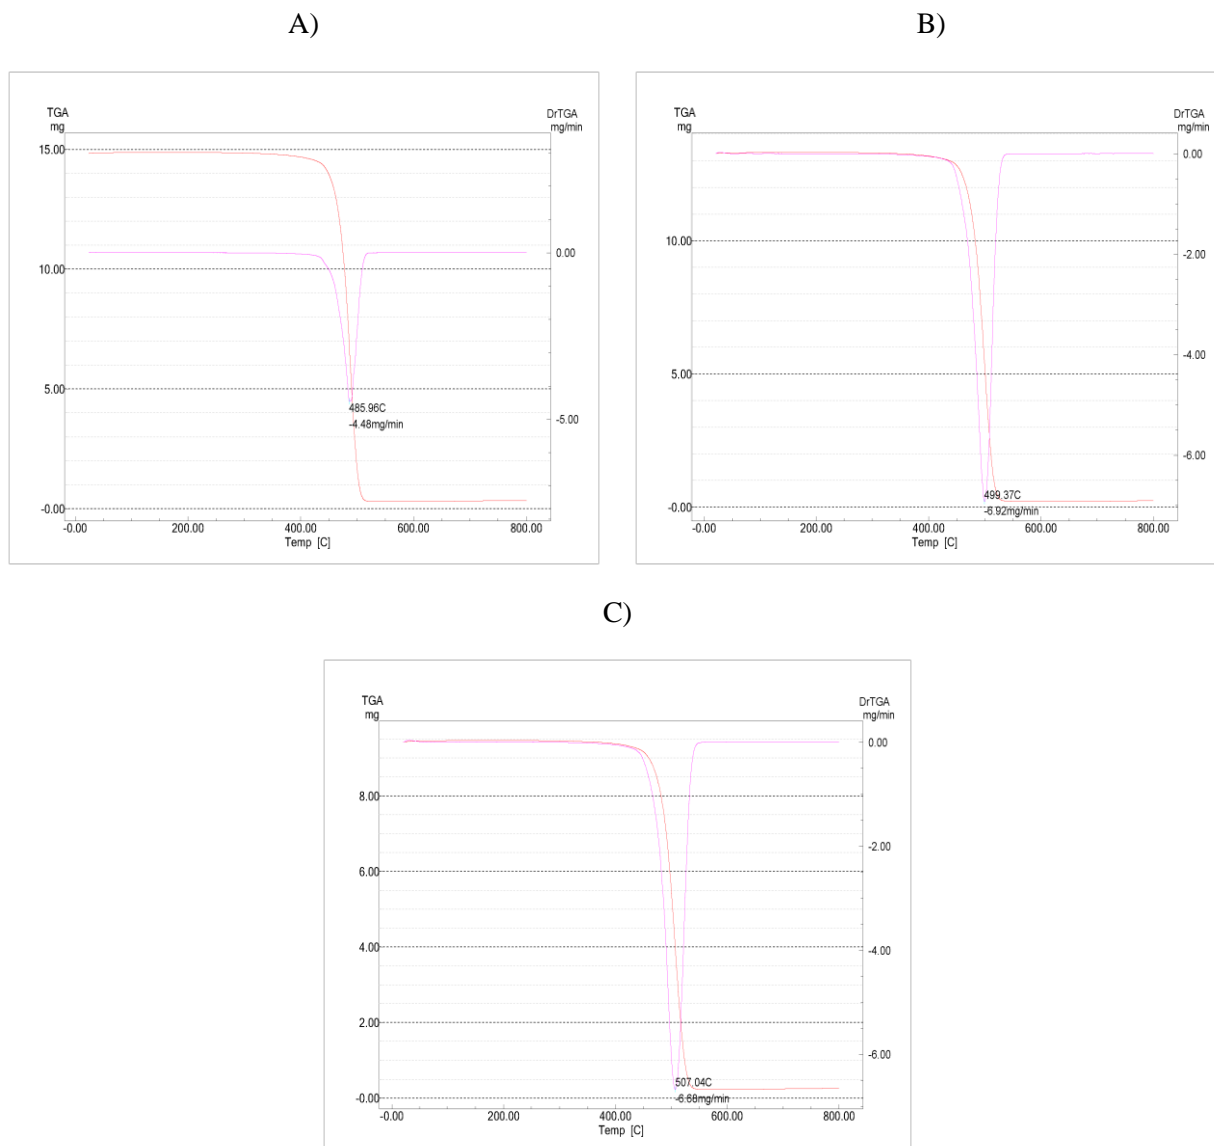 A)
B)
TGA
mg
DrTGA
mg/min
15.00
10.00
5.00
-0.00
0.00
-5.00
485.96C
-4.48mg/min
-0.00
200.00
400.00
600.00
800.00
Temp [C]
TGA
mg
DrTGA
mg/min
10.00
5.00
-0.00
0.00
-2.00
-4.00
-6.00
499.37C
-6.92mg/min
-0.00
200.00
400.00
600.00
800.00
Temp [C]
C)
TGA
mg
DrTGA
mg/min
8.00
6.00
4.00
2.00
-0.00
0.00
-2.00
-4.00
-6.00
507.04C
-6.68mg/min
-0.00
200.00
400.00
600.00
800.00
Temp [C]